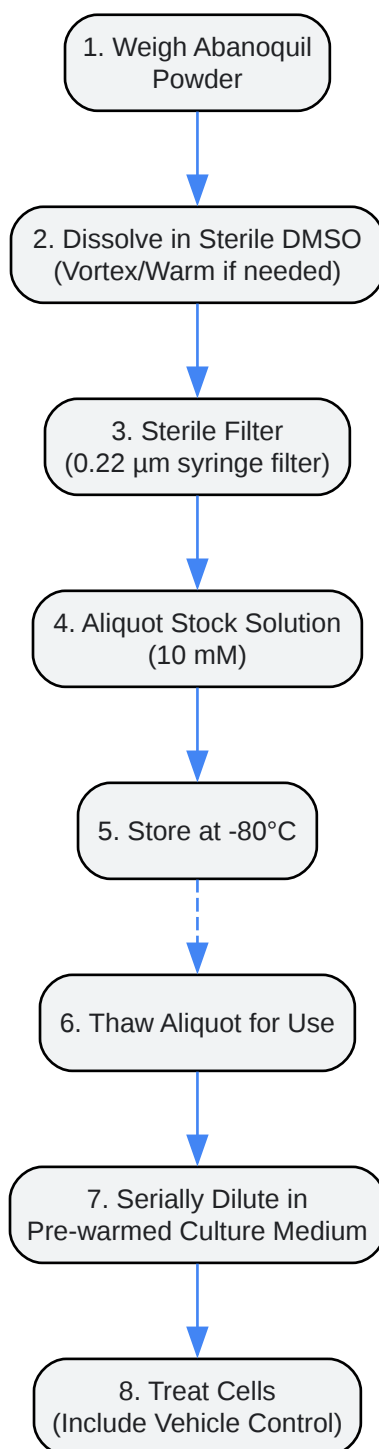 1. Weigh Abanoquil
Powder
2. Dissolve in Sterile DMSO
(Vortex/Warm if needed)
3. Sterile Filter
(0.22 µm syringe filter)
4. Aliquot Stock Solution
(10 mM)
5. Store at -80°C
6. Thaw Aliquot for Use
7. Serially Dilute in
Pre-warmed Culture Medium
8. Treat Cells
(Include Vehicle Control)